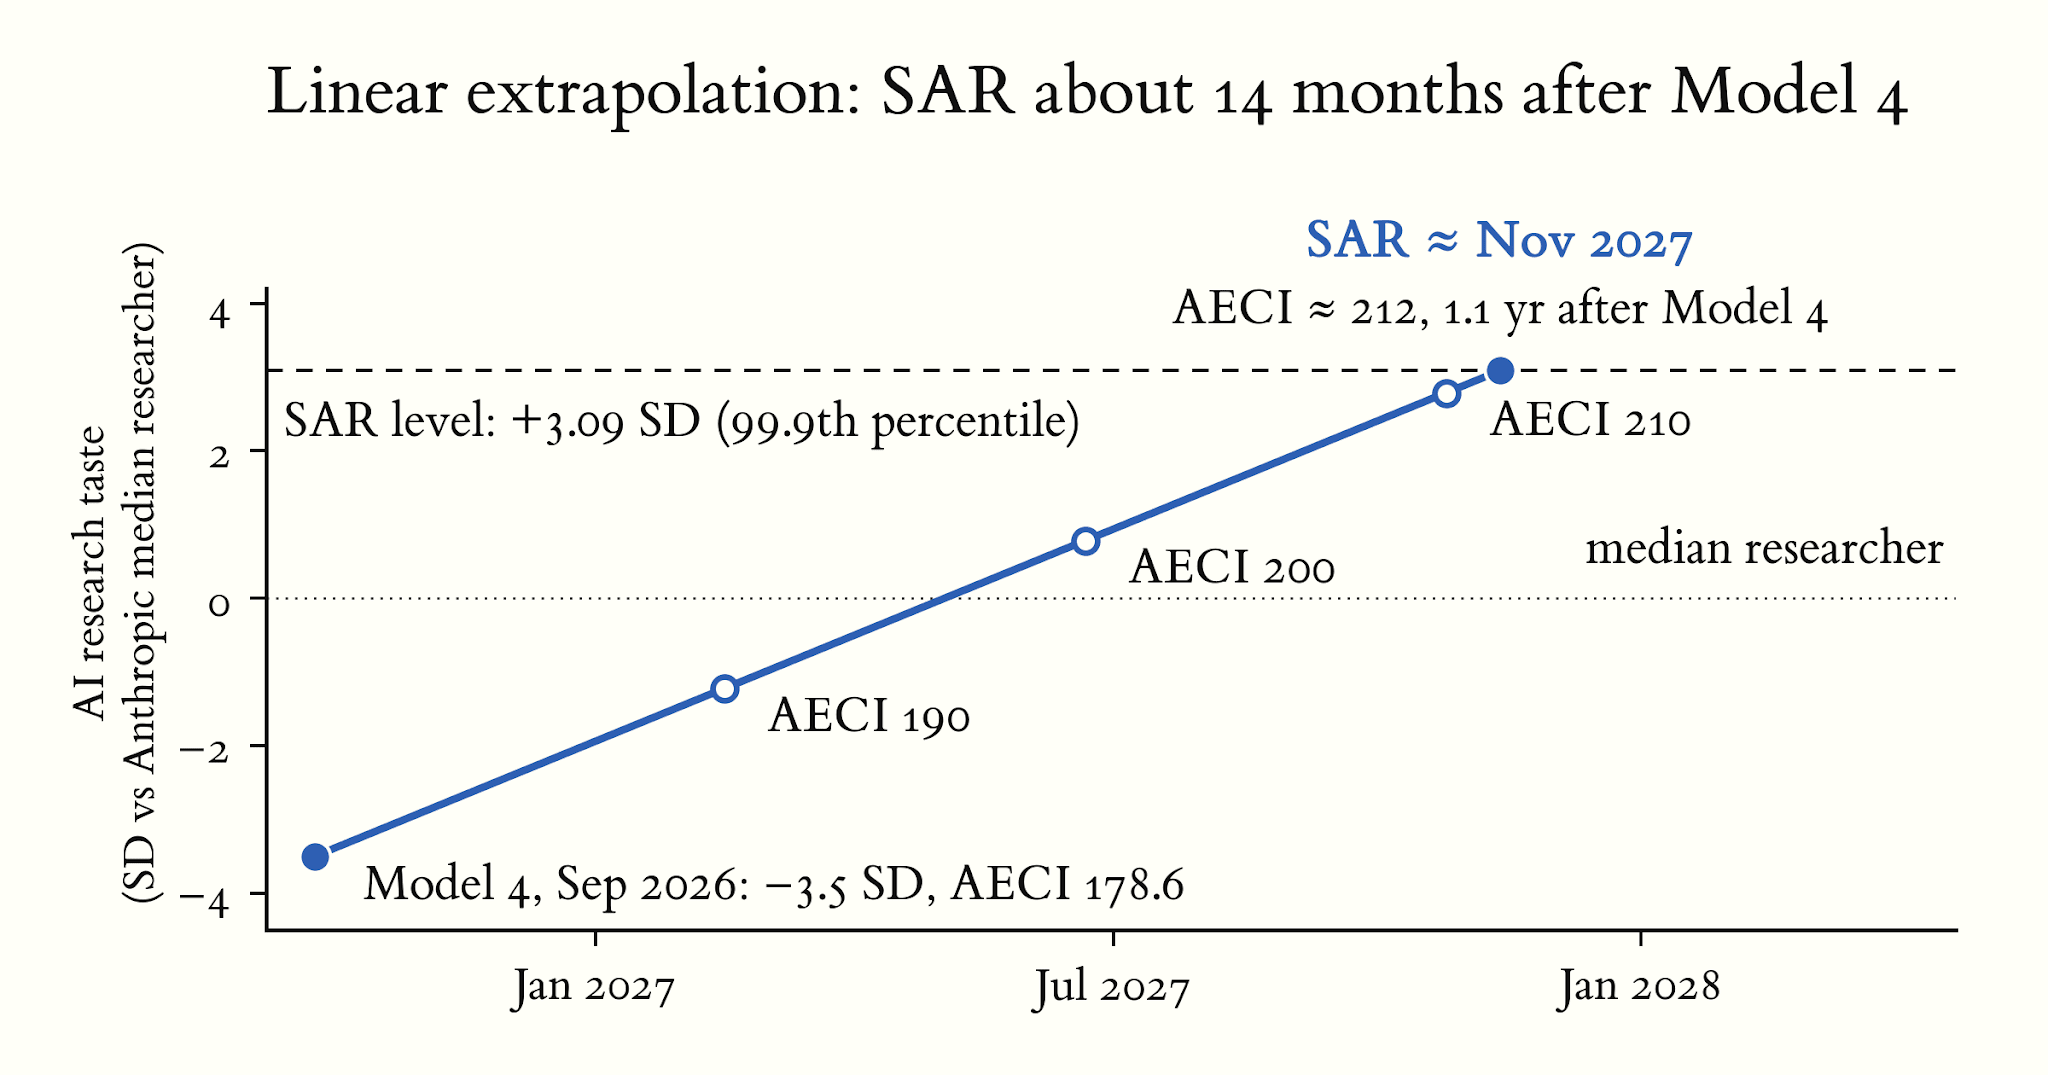 Linear extrapolation: SAR about 14 months after Model 4
SAR ≈ Nov 2027
AECI ≈ 212, 1.1 yr after Model 4
AI research taste
(SD vs Anthropic median researcher)
4
2
0
−2
−4
SAR level: +3.09 SD (99.9th percentile)
AECI 210
median researcher
AECI 200
AECI 190
Model 4, Sep 2026: −3.5 SD, AECI 178.6
Jan 2027
Jul 2027
Jan 2028